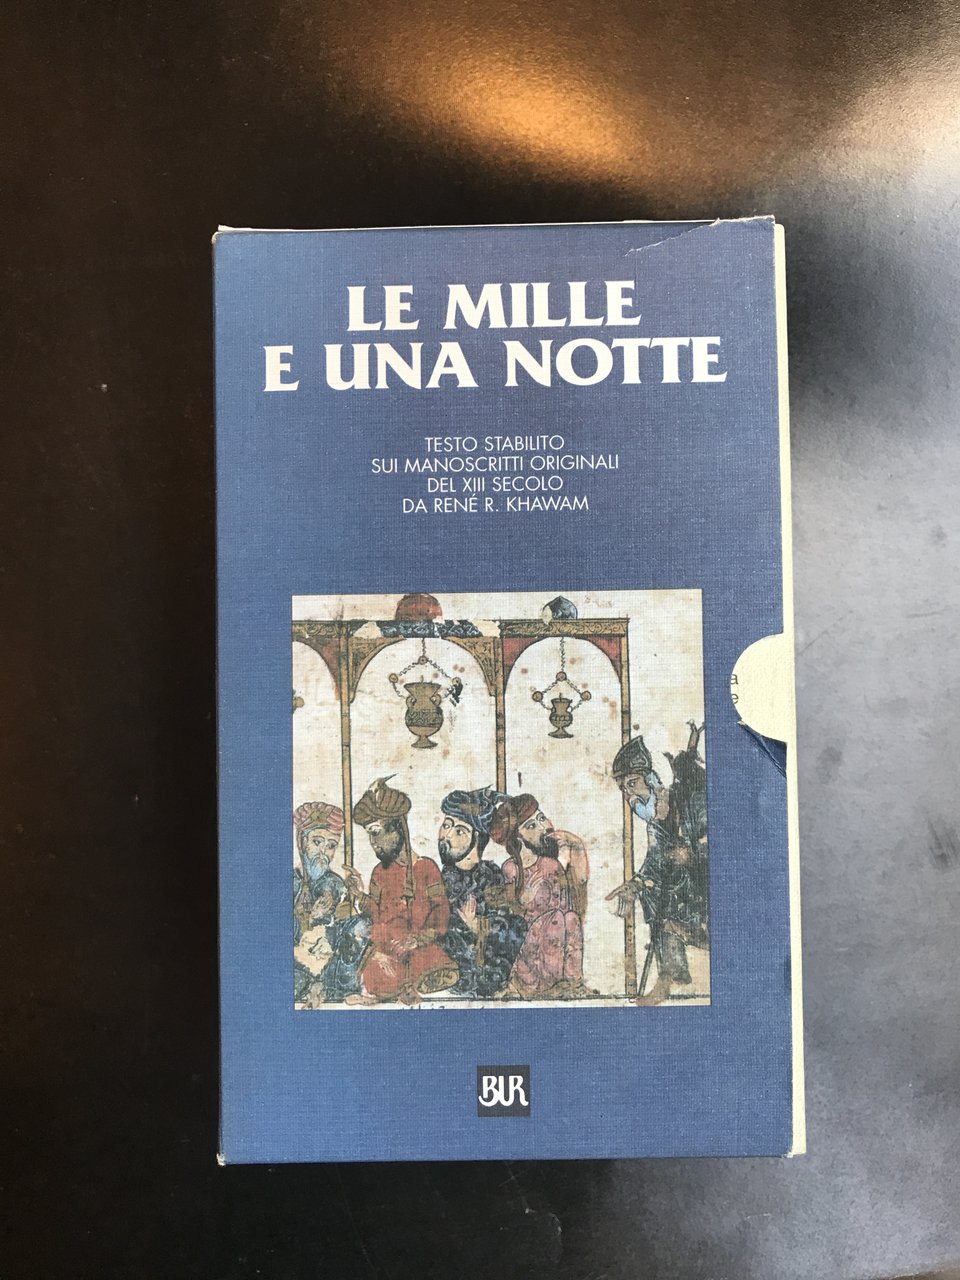 LE MILLE
E UNA NOTTE
TESTO STABILITO
SUI MANOSCRITTI ORIGINALI
DEL XIII SECOLO
DA RENÉ R. KHAWAM
a
e
BUR